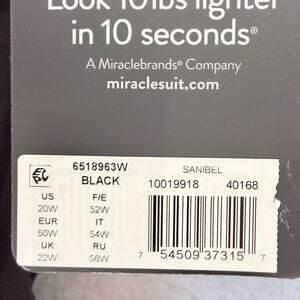 Look 10lbs lighter
in 10 seconds®
A Miraclebrands® Company
miraclesuit.com
6518963W
BLACK
SANIBEL
10019918 40168
US F/E
20W 52W
EUR IT
50W 54W
UK RU
22W 56W
7 54509 37315 7